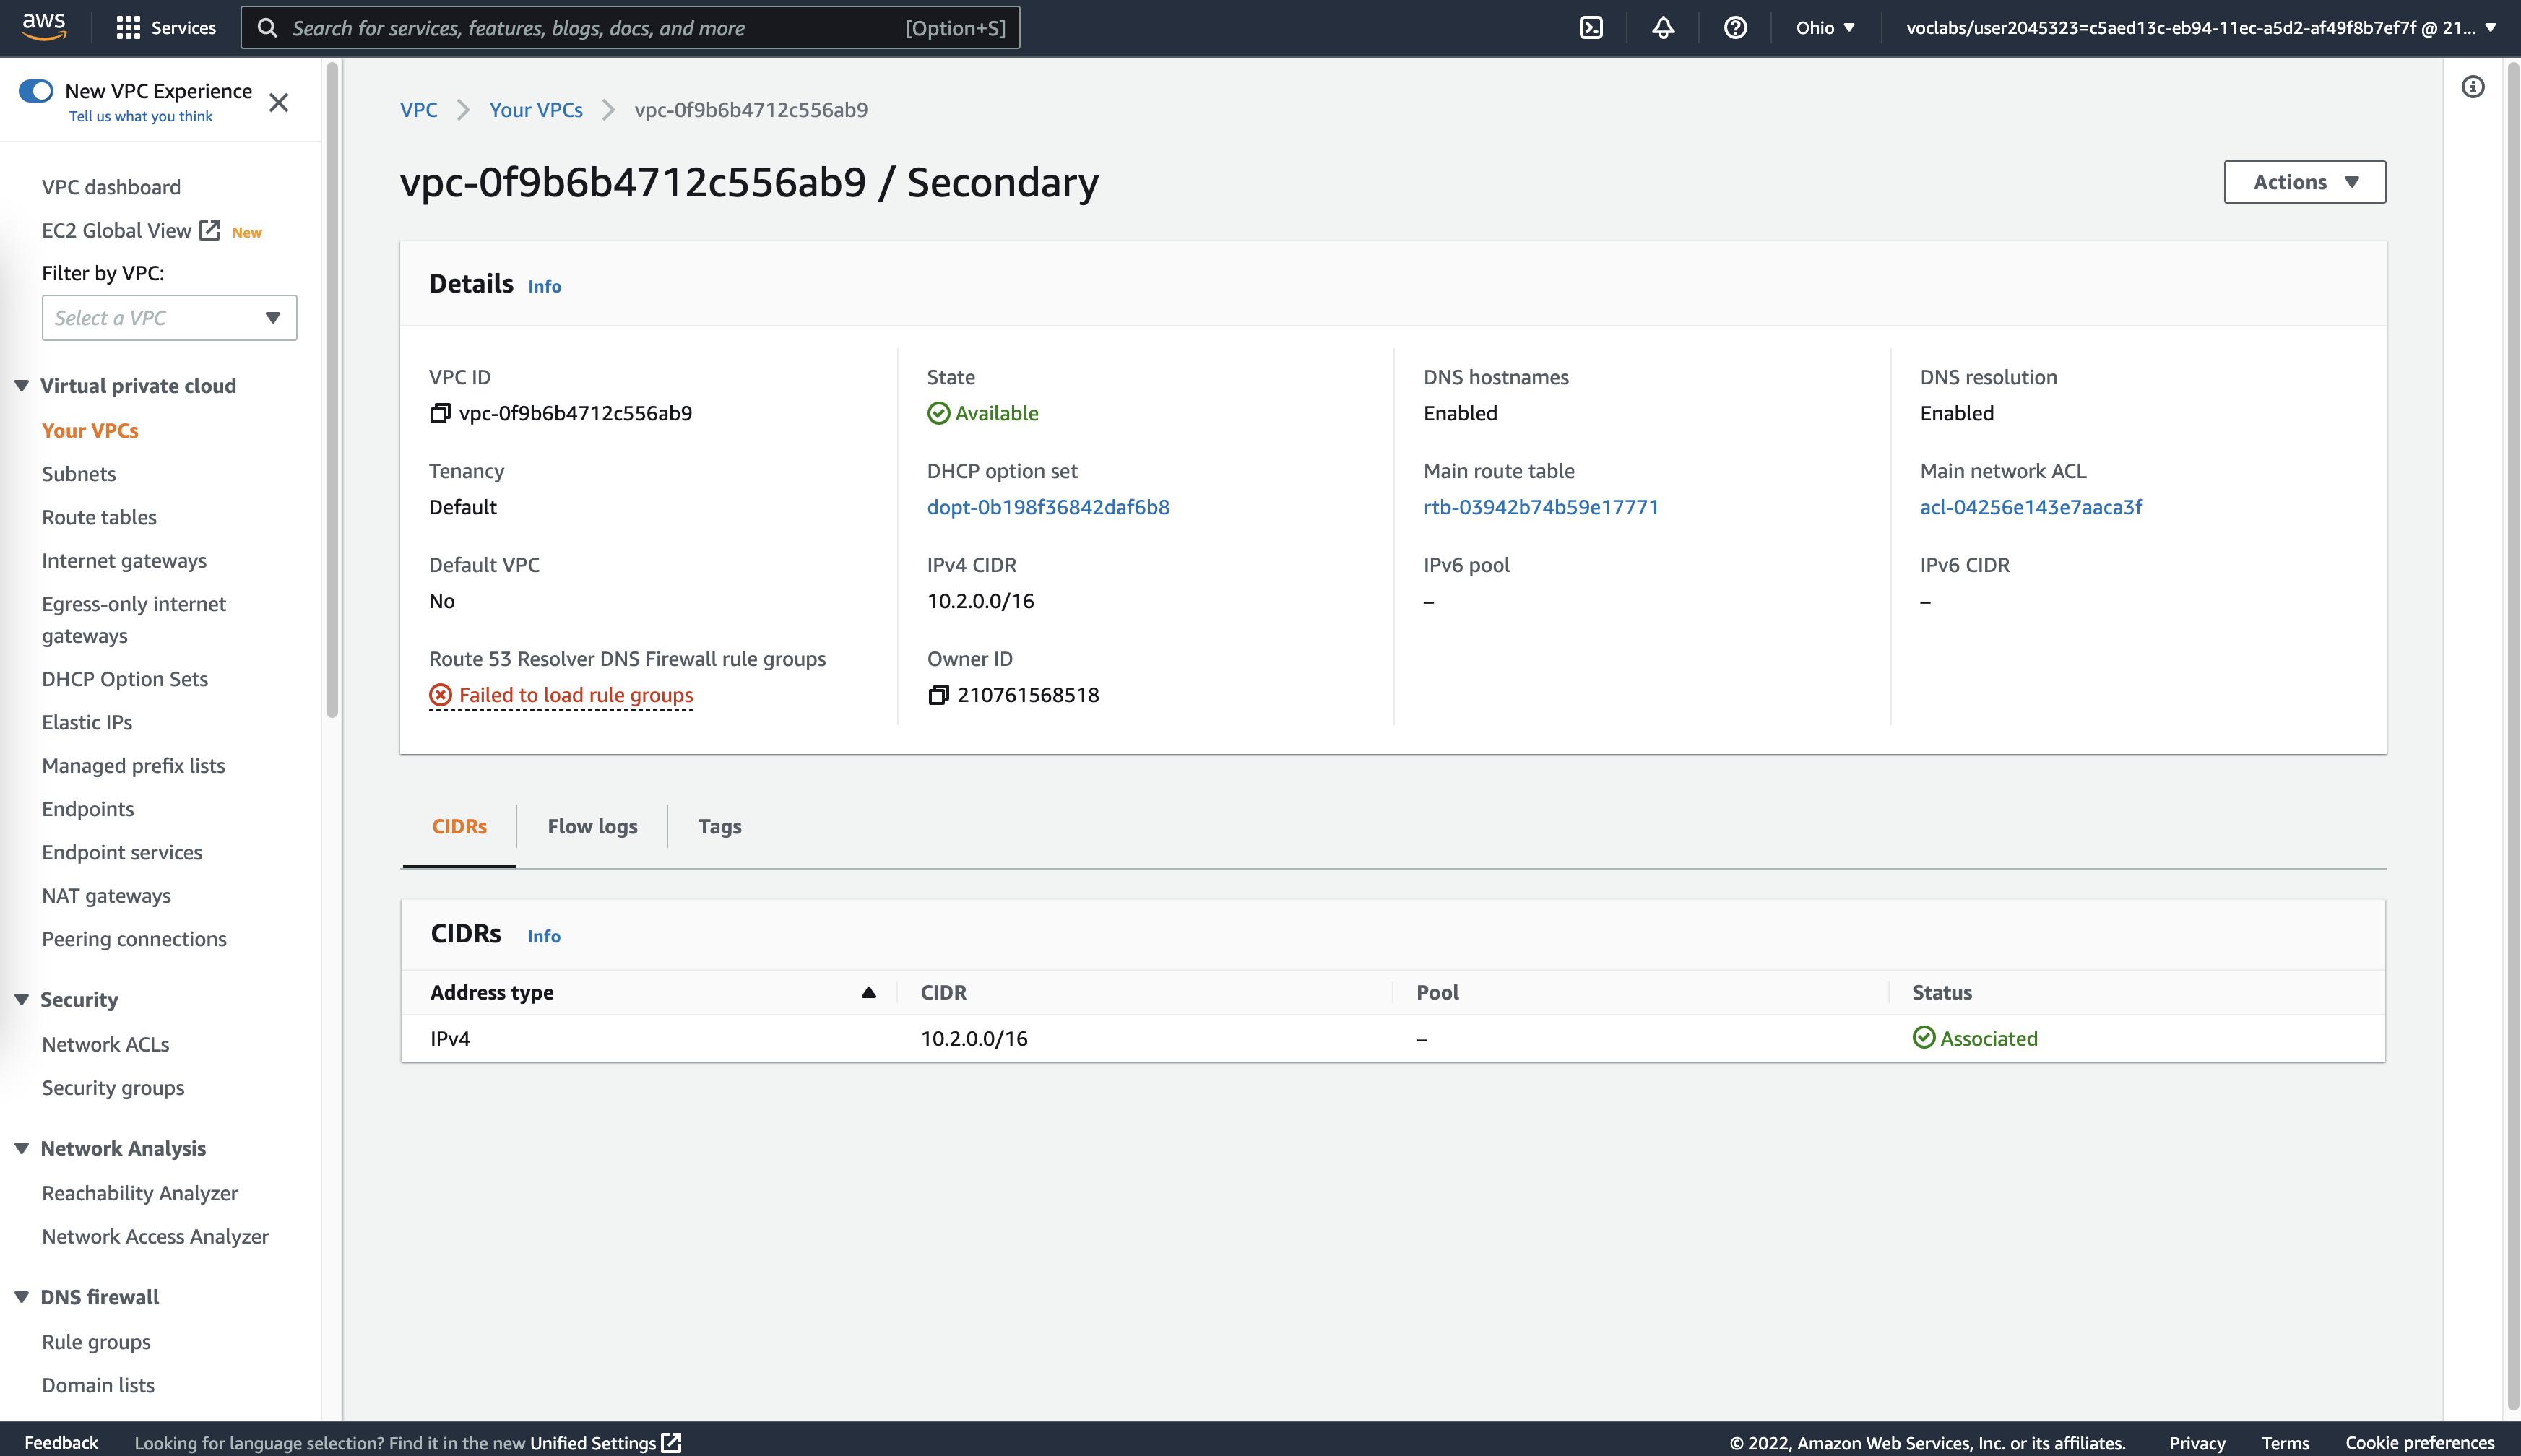 aws
Services
Search for services, features, blogs, docs, and more
[Option+S]
Ohio
voclabs/user2045323=c5aed13c-eb94-11ec-a5d2-af49f8b7ef7f @ 21...
New VPC Experience
Tell us what you think
VPC dashboard
EC2 Global View New
Filter by VPC:
Select a VPC
Virtual private cloud
Your VPCs
Subnets
Route tables
Internet gateways
Egress-only internet
gateways
DHCP Option Sets
Elastic IPs
Managed prefix lists
Endpoints
Endpoint services
NAT gateways
Peering connections
Security
Network ACLs
Security groups
Network Analysis
Reachability Analyzer
Network Access Analyzer
DNS firewall
Rule groups
Domain lists
VPC
Your VPCs
vpc-0f9b6b4712c556ab9
vpc-0f9b6b4712c556ab9 / Secondary
Actions
Details Info
VPC ID
vpc-0f9b6b4712c556ab9
State
Available
DNS hostnames
Enabled
DNS resolution
Enabled
Tenancy
Default
DHCP option set
dopt-0b198f36842daf6b8
Main route table
rtb-03942b74b59e17771
Main network ACL
acl-04256e143e7aaca3f
Default VPC
No
IPv4 CIDR
10.2.0.0/16
IPv6 pool
–
IPv6 CIDR
–
Route 53 Resolver DNS Firewall rule groups
Failed to load rule groups
Owner ID
210761568518
CIDRs
Flow logs
Tags
CIDRs Info
Address type CIDR Pool Status
IPv4 10.2.0.0/16 – Associated
Feedback
Looking for language selection? Find it in the new Unified Settings
© 2022, Amazon Web Services, Inc. or its affiliates.
Privacy
Terms
Cookie preferences